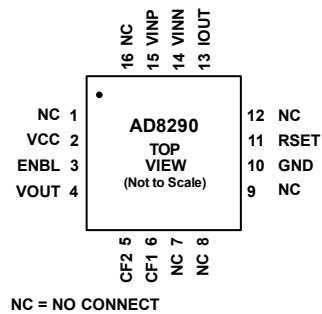 16 NC
15 VINP
14 VINN
13 IOUT
NC 1
VCC 2
ENBL 3
VOUT 4
AD8290
TOP
VIEW
(Not to Scale)
12 NC
11 RSET
10 GND
9 NC
CF2 5
CF1 6
NC 7
NC 8
NC = NO CONNECT